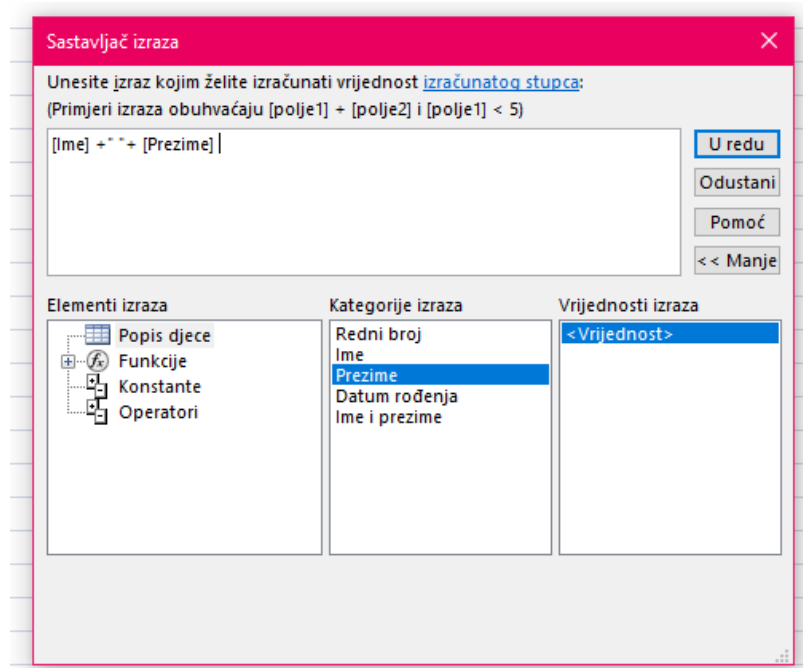 Sastavljač izraza
Unesite izraz kojim želite izračunati vrijednost izračunatog stupca:
(Primjeri izraza obuhvaćaju [polje1] + [polje2] i [polje1] < 5)
[Ime] +" "+ [Prezime]
U redu
Odustani
Pomoć
<< Manje
Elementi izraza
Popis djece
Funkcije
Konstante
Operatori
Kategorije izraza
Redni broj
Ime
Prezime
Datum rođenja
Ime i prezime
Vrijednosti izraza
<Vrijednost>